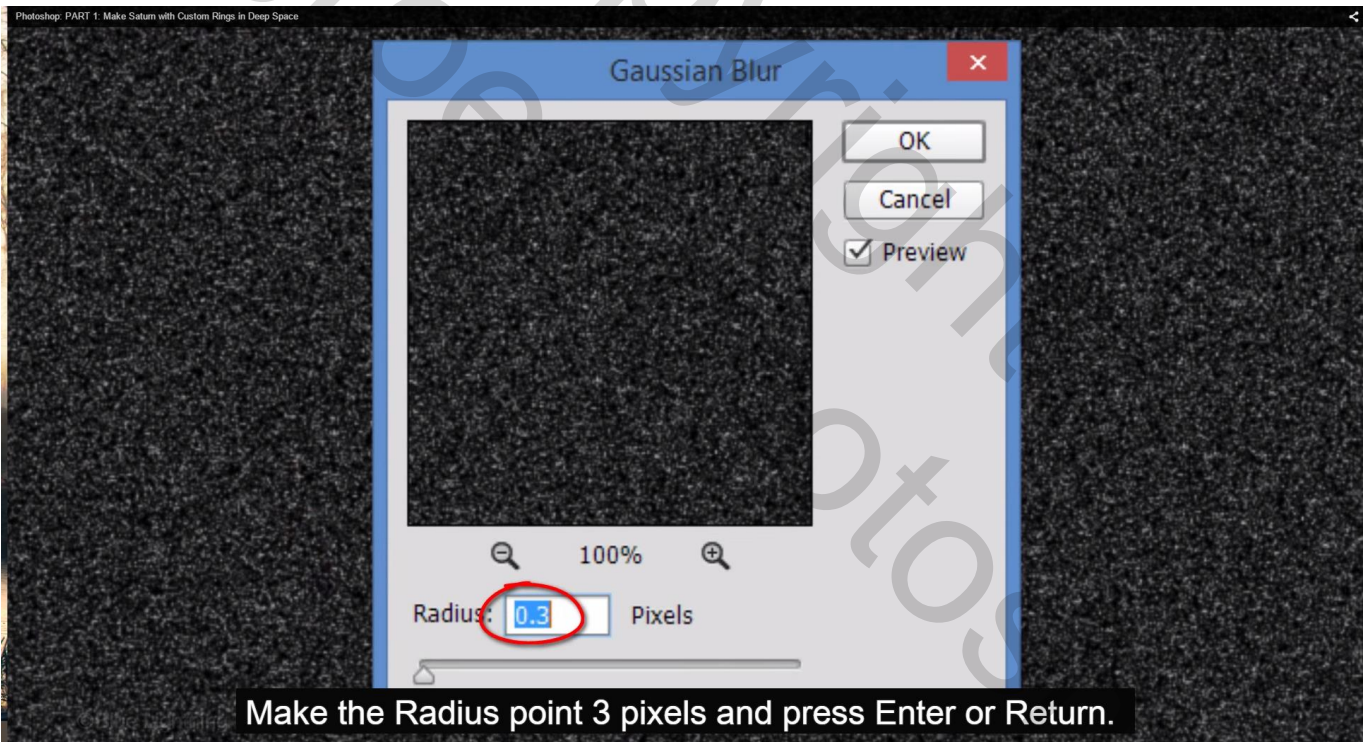 Photoshop: PART 1: Make Saturn with Custom Rings in Deep Space
Gaussian Blur
OK
Cancel
Preview
100%
Radius: 0.3 Pixels
Make the Radius point 3 pixels and press Enter or Return.